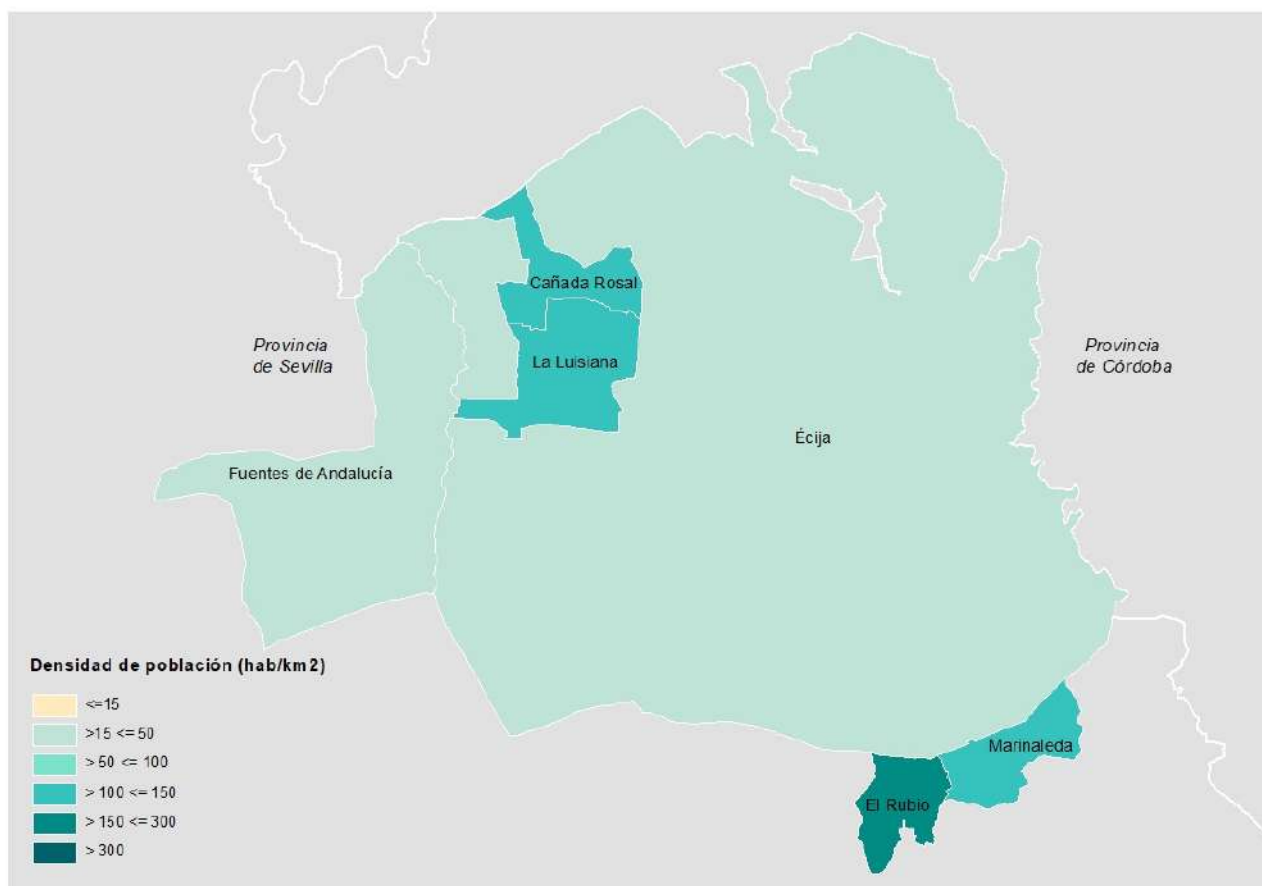 Cañada Rosal
Provincia
de Sevilla
La Luisiana
Provincia
de Córdoba
Écija
Fuentes de Andalucía
Densidad de población (hab/km2)
<=15
>15 <= 50
> 50 <= 100
> 100 <= 150
> 150 <= 300
> 300
Marinaleda
El Rubio